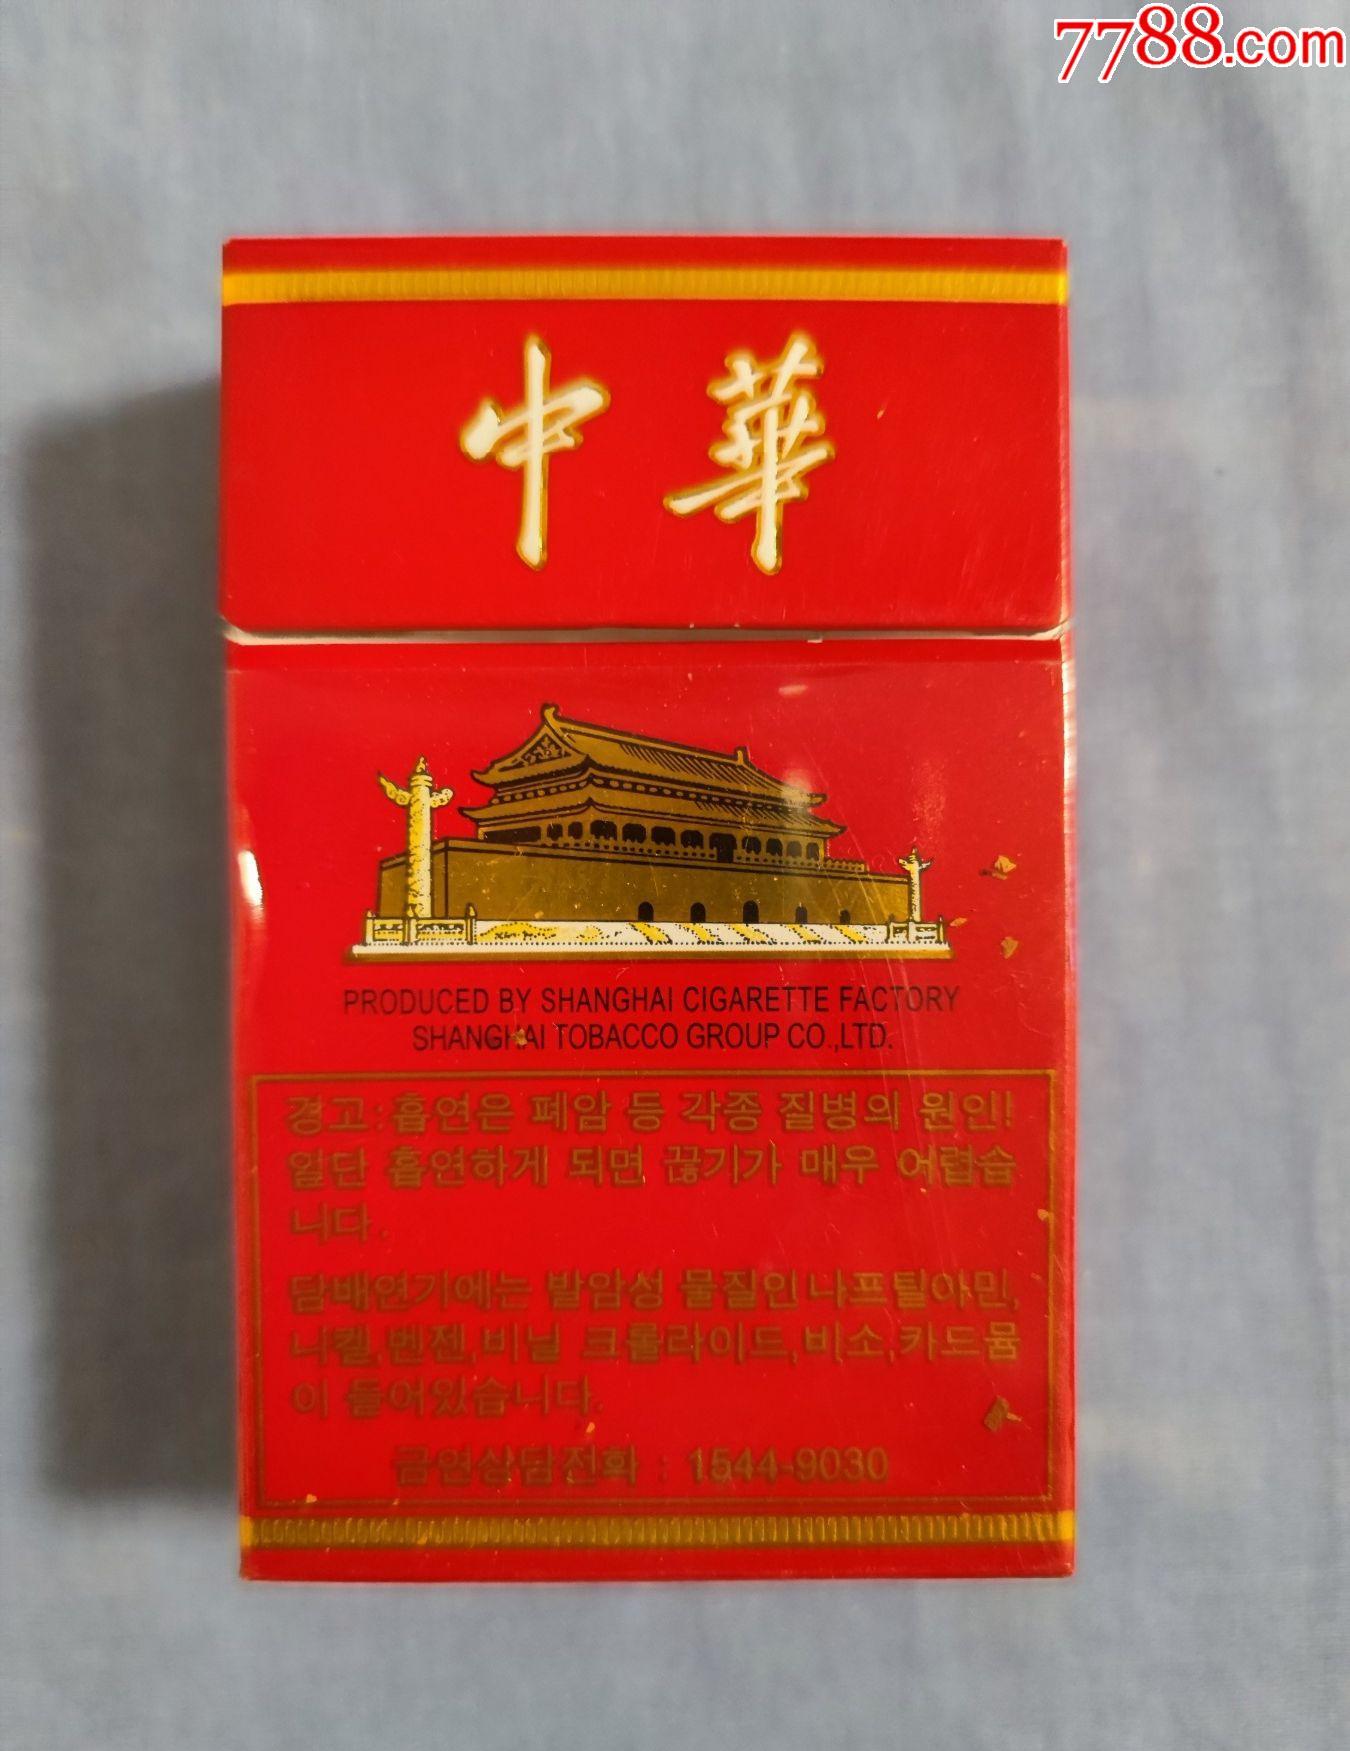 7788.com
中華
PRODUCED BY SHANGHAI CIGARETTE FACTORY
SHANGHAI TOBACCO GROUP CO.,LTD.
경고:흡연은 폐암 등 각종 질병의 원인!
일단 흡연하게 되면 끊기가 매우 어렵습
니다.
담배연기에는 발암성 물질인 나프틸아민,
니켈,벤젠,비닐 크롤라이드,비소,카드뮴
이 들어있습니다.
금연상담전화 : 1544-9030